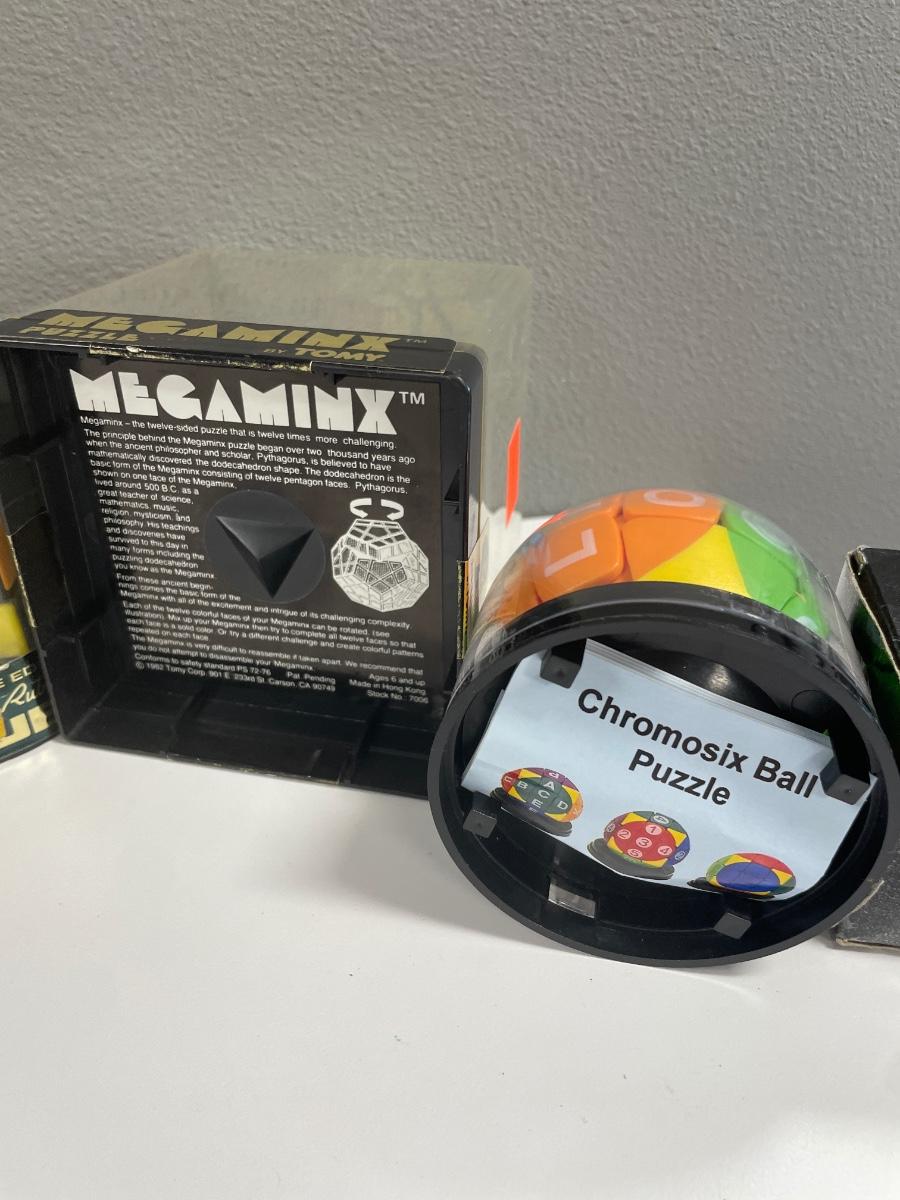 MEGAMINX™
PUZZLE BY TOMY
MEGAMINX™
Megaminx – the twelve-sided puzzle that is twelve times more challenging.
The principle behind the Megaminx puzzle began over two thousand years ago
when the ancient philosopher and scholar, Pythagorus, is believed to have
mathematically discovered the dodecahedron shape. The dodecahedron is the
basic form of the Megaminx consisting of twelve pentagon faces. Pythagorus,
shown on one face of the Megaminx,
lived around 500 B.C. as a
great teacher of science,
mathematics, music,
religion, mysticism, and
philosophy. His teachings
and discoveries have
survived to this day in
many forms including the
puzzling dodecahedron
you know as the Megaminx.
From these ancient begin-
nings comes the basic form of the
Megaminx with all of the excitement and intrigue of its challenging complexity.
Each of the twelve colorful faces of your Megaminx can be rotated. (see
illustration). Mix up your Megaminx then try to complete all twelve faces so that
each face is a solid color. Or try a different challenge and create colorful patterns
repeated on each face.
The Megaminx is very difficult to reassemble if taken apart. We recommend that
you do not attempt to disassemble your Megaminx.
Ages 6 and up
Conforms to safety standard PS 72-76 Pat. Pending Made in Hong Kong
© 1982 Tomy Corp. 901 E. 233rd St. Carson, CA 90749 Stock No.: 7006
L
O
Chromosix Ball
Puzzle
A
B C D
E
1
2 3 4
5